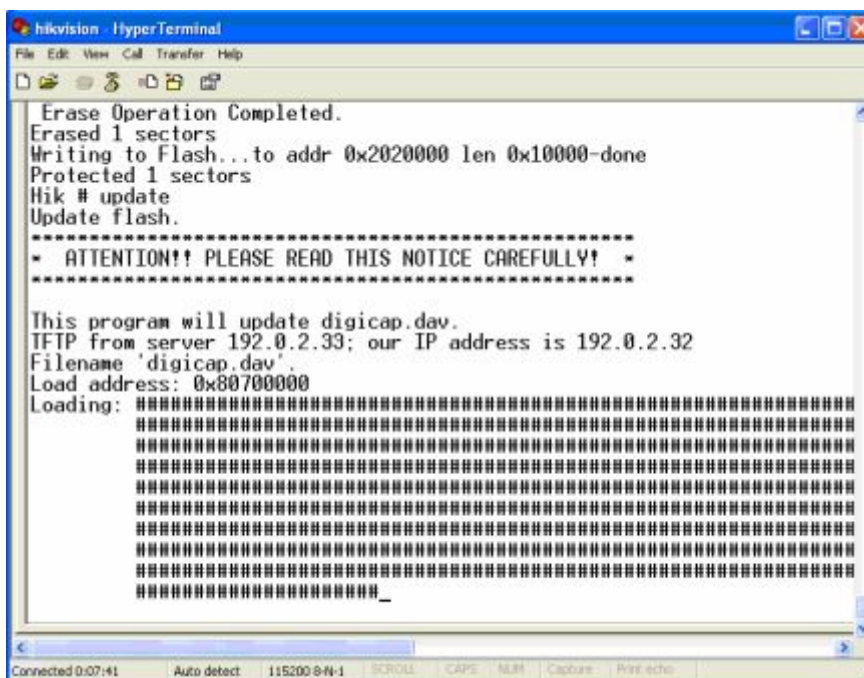 hikvision - HyperTerminal
File Edit View Call Transfer Help
Erase Operation Completed.
Erased 1 sectors
Writing to Flash...to addr 0x2020000 len 0x10000-done
Protected 1 sectors
Hik # update
Update flash.
****************************************************
* ATTENTION!! PLEASE READ THIS NOTICE CAREFULLY! *
****************************************************
This program will update digicap.dav.
TFTP from server 192.0.2.33; our IP address is 192.0.2.32
Filename 'digicap.dav'.
Load address: 0x80700000
Loading: ##############################################################
##############################################################
##############################################################
##############################################################
##############################################################
##############################################################
##############################################################
##############################################################
##############################################################
#####################_
Connected 0:07:41 Auto detect 115200 8-N-1 SCROLL CAPS NUM Capture Print echo